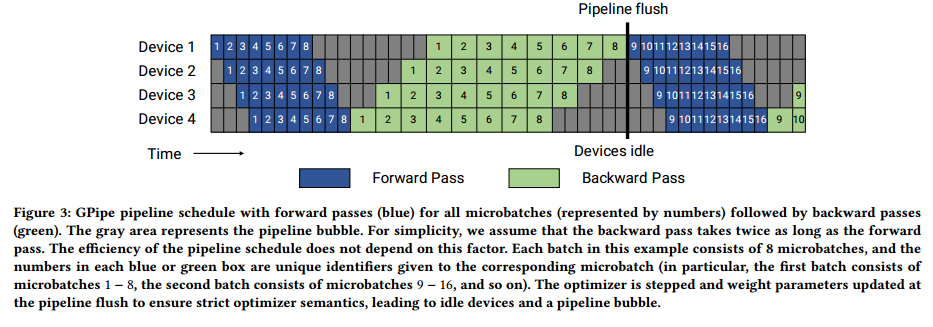 Pipeline flush
Device 1 1 2 3 4 5 6 7 8 1 2 3 4 5 6 7 8 9 10 11 12 13 14 15 16
Device 2 1 2 3 4 5 6 7 8 1 2 3 4 5 6 7 8 9 10 11 12 13 14 15 16
Device 3 1 2 3 4 5 6 7 8 1 2 3 4 5 6 7 8 9 10 11 12 13 14 15 16 9
Device 4 1 2 3 4 5 6 7 8 1 2 3 4 5 6 7 8 9 10 11 12 13 14 15 16 9 10
Time
Devices idle
Forward Pass
Backward Pass
Figure 3: GPipe pipeline schedule with forward passes (blue) for all microbatches (represented by numbers) followed by backward passes
(green). The gray area represents the pipeline bubble. For simplicity, we assume that the backward pass takes twice as long as the forward
pass. The efficiency of the pipeline schedule does not depend on this factor. Each batch in this example consists of 8 microbatches, and the
numbers in each blue or green box are unique identifiers given to the corresponding microbatch (in particular, the first batch consists of
microbatches 1 – 8, the second batch consists of microbatches 9 – 16, and so on). The optimizer is stepped and weight parameters updated at
the pipeline flush to ensure strict optimizer semantics, leading to idle devices and a pipeline bubble.